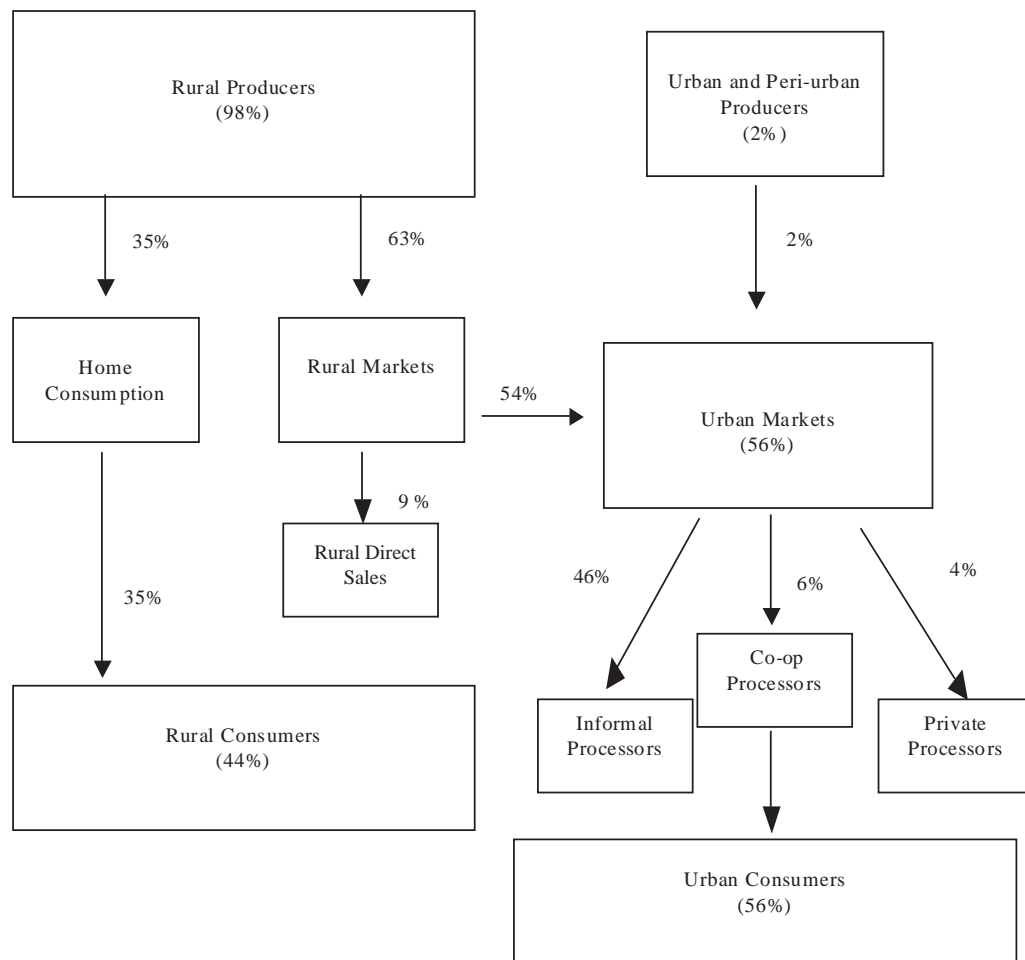 Rural Producers
(98%)
Urban and Peri-urban
Producers
(2%)
35%
63%
2%
Home
Consumption
Rural Markets
54%
Urban Markets
(56%)
9 %
Rural Direct
Sales
35%
46%
6%
4%
Co-op
Processors
Informal
Processors
Private
Processors
Rural Consumers
(44%)
Urban Consumers
(56%)